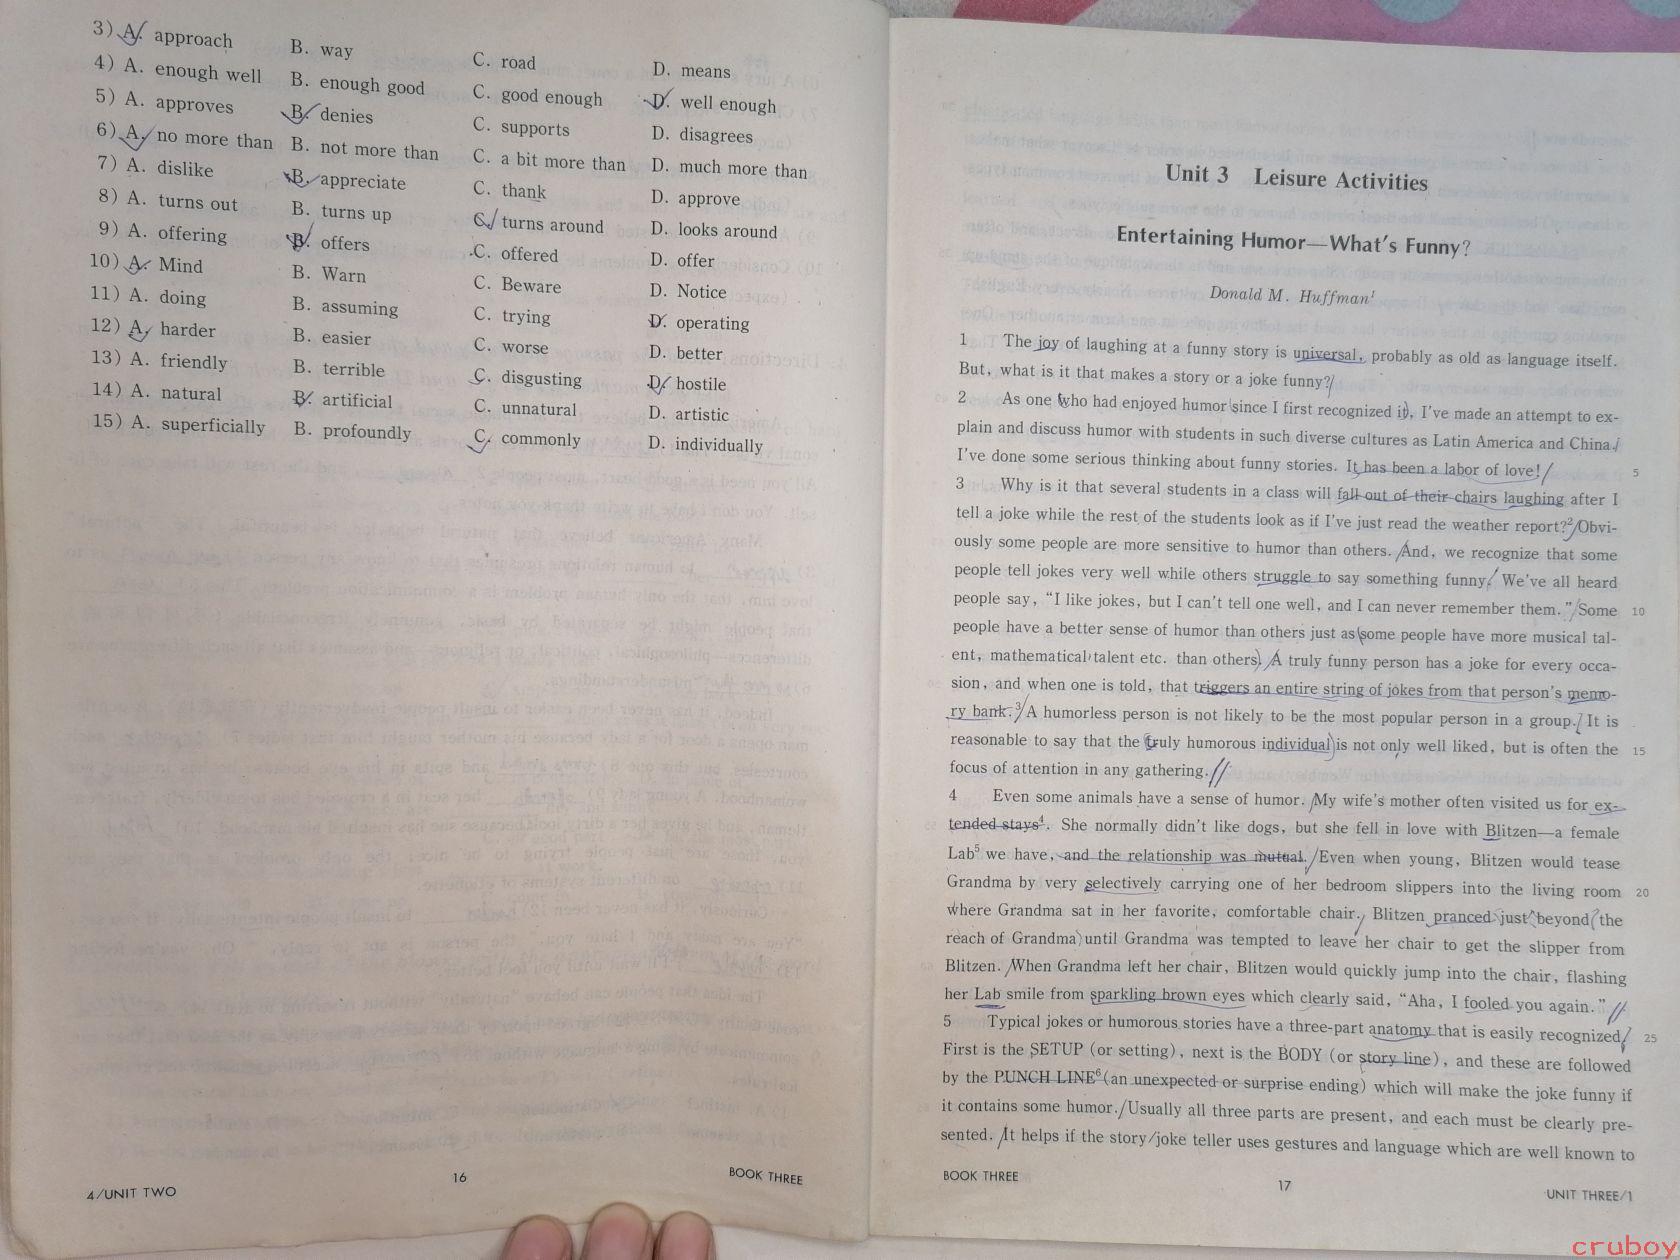 3) A. approach B. way C. road D. means
4) A. enough well B. enough good C. good enough D. well enough
5) A. approves B. denies C. supports D. disagrees
6) A. no more than B. not more than C. a bit more than D. much more than
7) A. dislike B. appreciate C. thank D. approve
8) A. turns out B. turns up C. turns around D. looks around
9) A. offering B. offers C. offered D. offer
10) A. Mind B. Warn C. Beware D. Notice
11) A. doing B. assuming C. trying D. operating
12) A. harder B. easier C. worse D. better
13) A. friendly B. terrible C. disgusting D. hostile
14) A. natural B. artificial C. unnatural D. artistic
15) A. superficially B. profoundly C. commonly D. individually
4/UNIT TWO 16 BOOK THREE
Unit 3 Leisure Activities
Entertaining Humor—What's Funny?
Donald M. Huffman¹
1 The joy of laughing at a funny story is universal, probably as old as language itself.
But, what is it that makes a story or a joke funny?
2 As one who had enjoyed humor since I first recognized it, I've made an attempt to ex-
plain and discuss humor with students in such diverse cultures as Latin America and China.
I've done some serious thinking about funny stories. It has been a labor of love! 5
3 Why is it that several students in a class will fall out of their chairs laughing after I
tell a joke while the rest of the students look as if I've just read the weather report?² Obvi-
ously some people are more sensitive to humor than others. And, we recognize that some
people tell jokes very well while others struggle to say something funny. We've all heard
people say, "I like jokes, but I can't tell one well, and I can never remember them." Some 10
people have a better sense of humor than others just as some people have more musical tal-
ent, mathematical talent etc. than others. A truly funny person has a joke for every occa-
sion, and when one is told, that triggers an entire string of jokes from that person's memo-
ry bank.³ A humorless person is not likely to be the most popular person in a group. It is
reasonable to say that the truly humorous individual is not only well liked, but is often the 15
focus of attention in any gathering.
4 Even some animals have a sense of humor. My wife's mother often visited us for ex-
tended stays⁴. She normally didn't like dogs, but she fell in love with Blitzen—a female
Lab⁵ we have, and the relationship was mutual. Even when young, Blitzen would tease
Grandma by very selectively carrying one of her bedroom slippers into the living room 20
where Grandma sat in her favorite, comfortable chair. Blitzen pranced just beyond the
reach of Grandma until Grandma was tempted to leave her chair to get the slipper from
Blitzen. When Grandma left her chair, Blitzen would quickly jump into the chair, flashing
her Lab smile from sparkling brown eyes which clearly said, "Aha, I fooled you again."
5 Typical jokes or humorous stories have a three-part anatomy that is easily recognized. 25
First is the SETUP (or setting), next is the BODY (or story line), and these are followed
by the PUNCH LINE⁶ (an unexpected or surprise ending) which will make the joke funny if
it contains some humor. Usually all three parts are present, and each must be clearly pre-
sented. It helps if the story/joke teller uses gestures and language which are well known to
BOOK THREE 17 UNIT THREE/1
cruboy